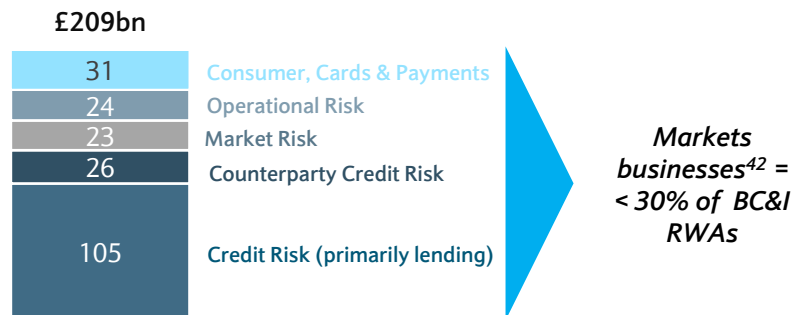 £209bn
31 Consumer, Cards & Payments
24 Operational Risk
23 Market Risk
26 Counterparty Credit Risk
105 Credit Risk (primarily lending)
Markets
businesses42 =
< 30% of BC&I
RWAs